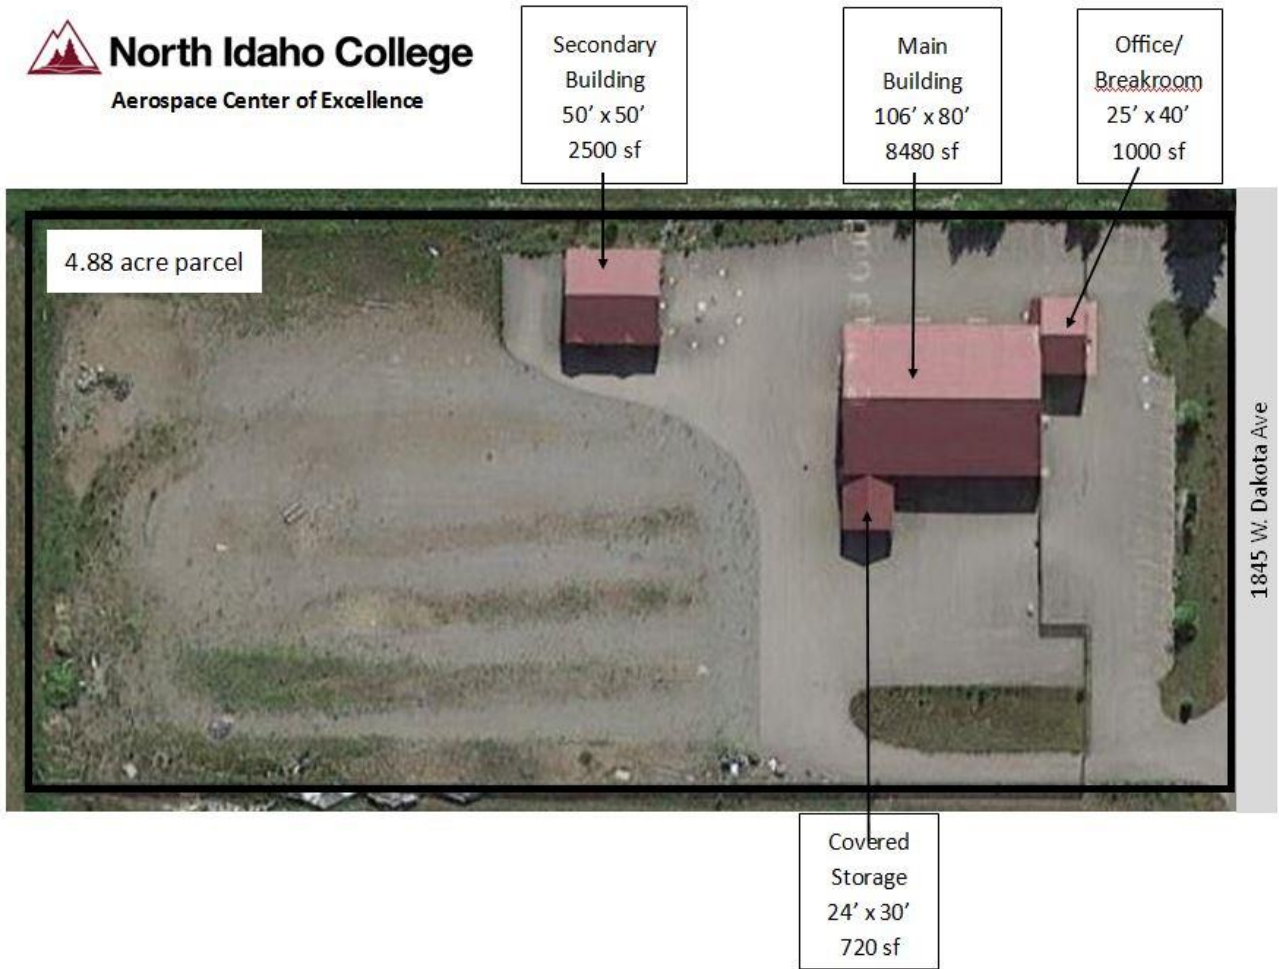 North Idaho College
Aerospace Center of Excellence
Secondary
Building
50’ x 50’
2500 sf
Main
Building
106’ x 80’
8480 sf
Office/
Breakroom
25’ x 40’
1000 sf
4.88 acre parcel
1845 W. Dakota Ave
Covered
Storage
24’ x 30’
720 sf